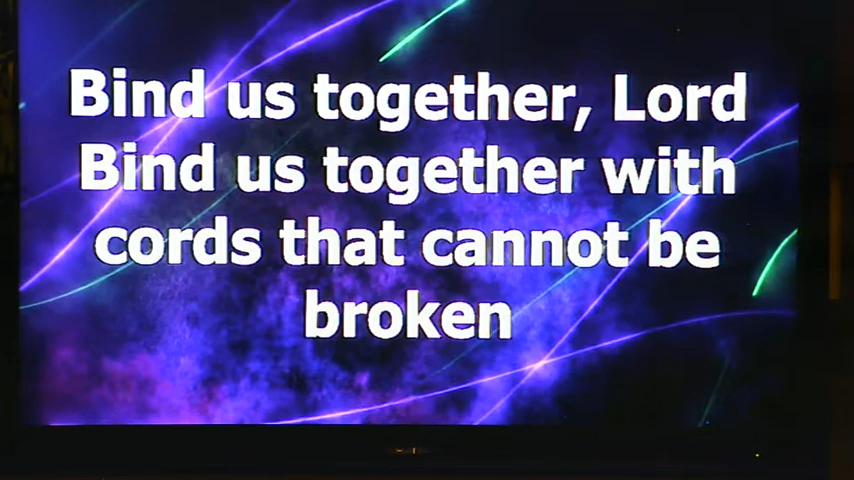 Bind us together, Lord
Bind us together with
cords that cannot be
broken